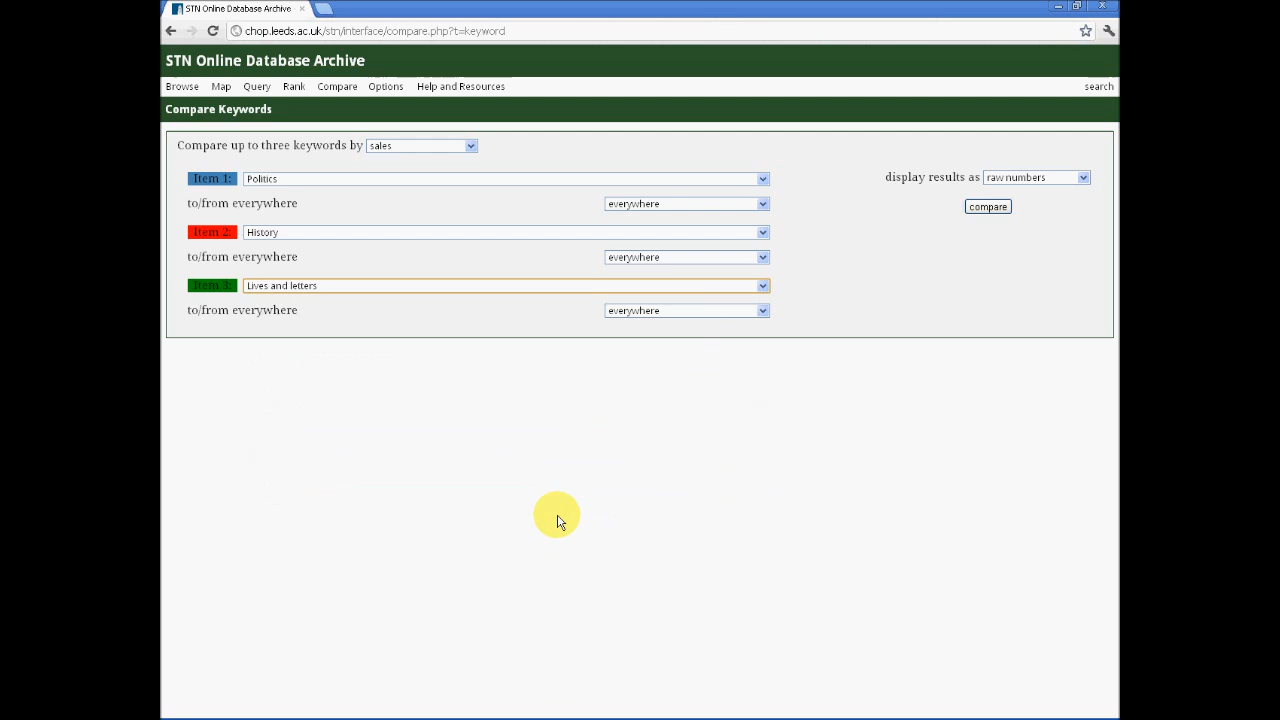 STN Online Database Archive
chop.leeds.ac.uk/stn/interface/compare.php?t=keyword
STN Online Database Archive
Browse Map Query Rank Compare Options Help and Resources search
Compare Keywords
Compare up to three keywords by sales
Item 1: Politics display results as raw numbers
to/from everywhere everywhere compare
Item 2: History
to/from everywhere everywhere
Item 3: Lives and letters
to/from everywhere everywhere